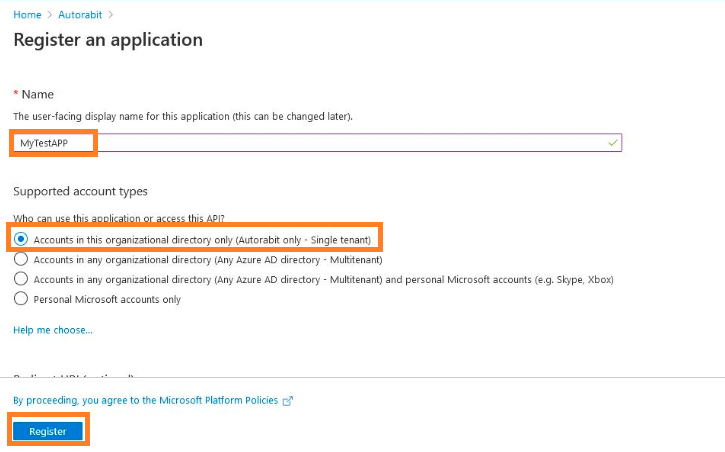 Home > Autorabit >
Register an application
* Name
The user-facing display name for this application (this can be changed later).
MyTestAPP
Supported account types
Who can use this application or access this API?
Accounts in this organizational directory only (Autorabit only - Single tenant)
Accounts in any organizational directory (Any Azure AD directory - Multitenant)
Accounts in any organizational directory (Any Azure AD directory - Multitenant) and personal Microsoft accounts (e.g. Skype, Xbox)
Personal Microsoft accounts only
Help me choose...
By proceeding, you agree to the Microsoft Platform Policies
Register